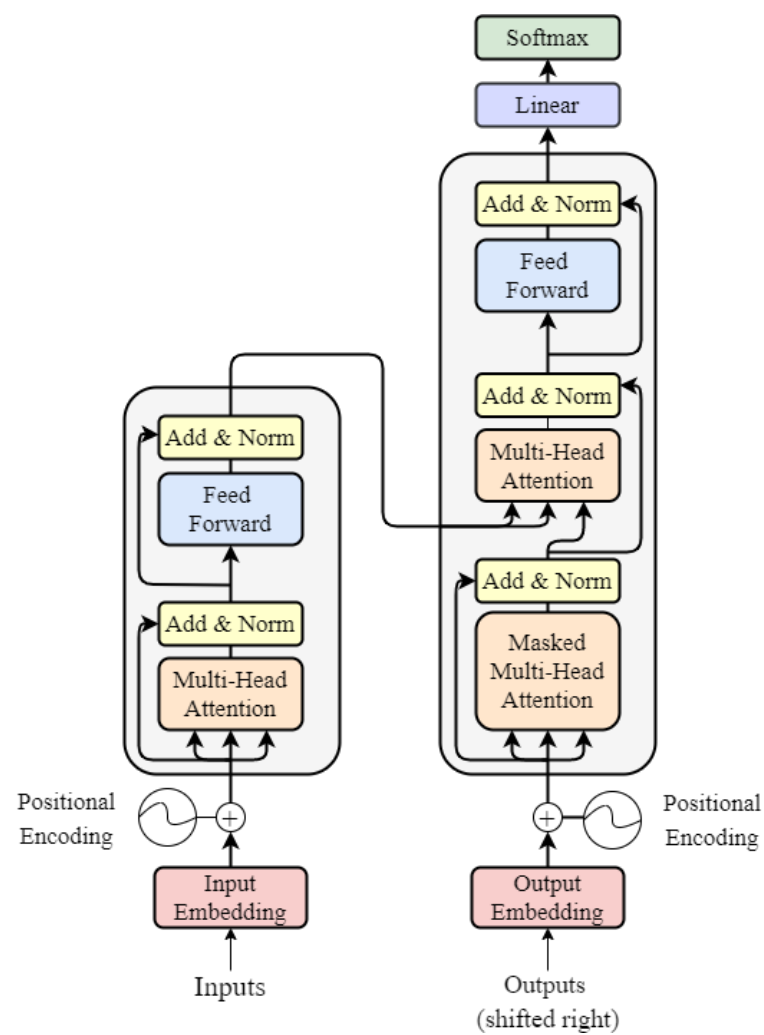 Softmax
Linear
Add & Norm
Feed
Forward
Add & Norm
Multi-Head
Attention
Add & Norm
Masked
Multi-Head
Attention
Add & Norm
Feed
Forward
Add & Norm
Multi-Head
Attention
Positional
Encoding
+
+
Positional
Encoding
Input
Embedding
Output
Embedding
Inputs
Outputs
(shifted right)